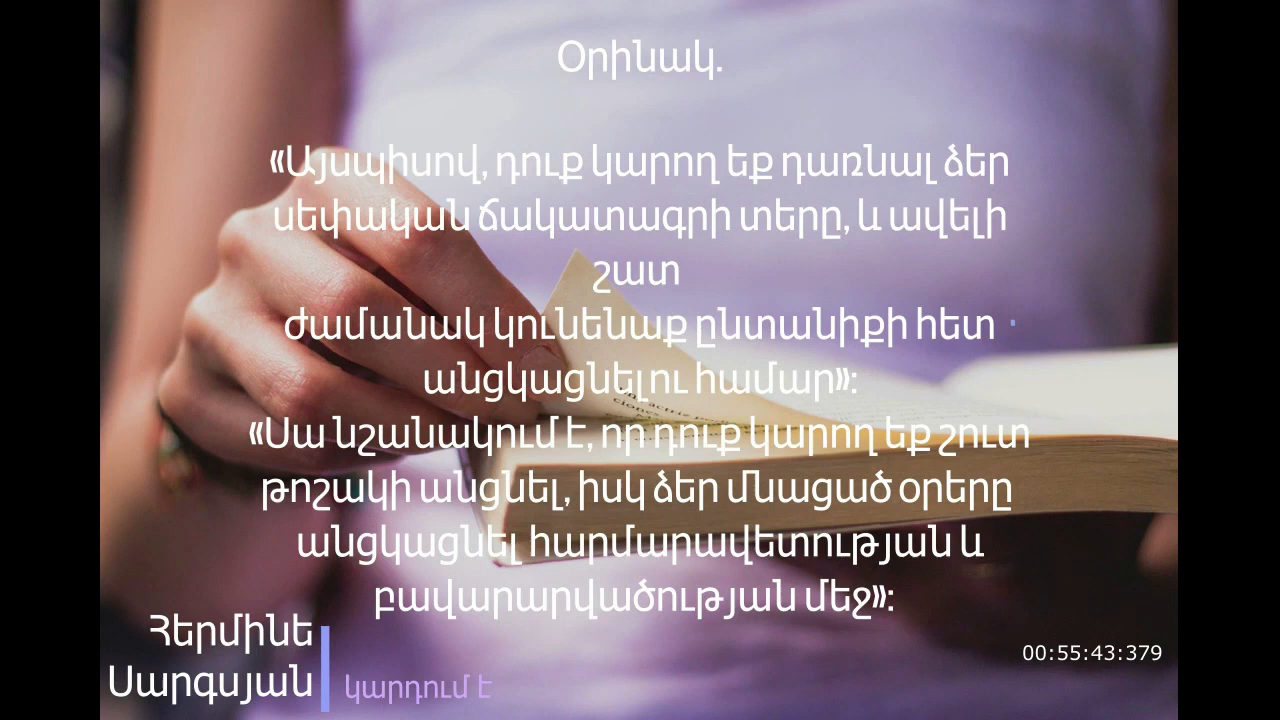 Օրինակ.
«Այսպիսով, դուք կարող եք դառնալ ձեր
սեփական ճակատագրի տերը, և ավելի
շատ
ժամանակ կունենաք ընտանիքի հետ
անցկացնելու համար»:
«Սա նշանակում է, որ դուք կարող եք շուտ
թոշակի անցնել, իսկ ձեր մնացած օրերը
անցկացնել հարմարավետության և
բավարարվածության մեջ»:
Հերմինե
Սարգսյան
կարդում է
00:55:43:379